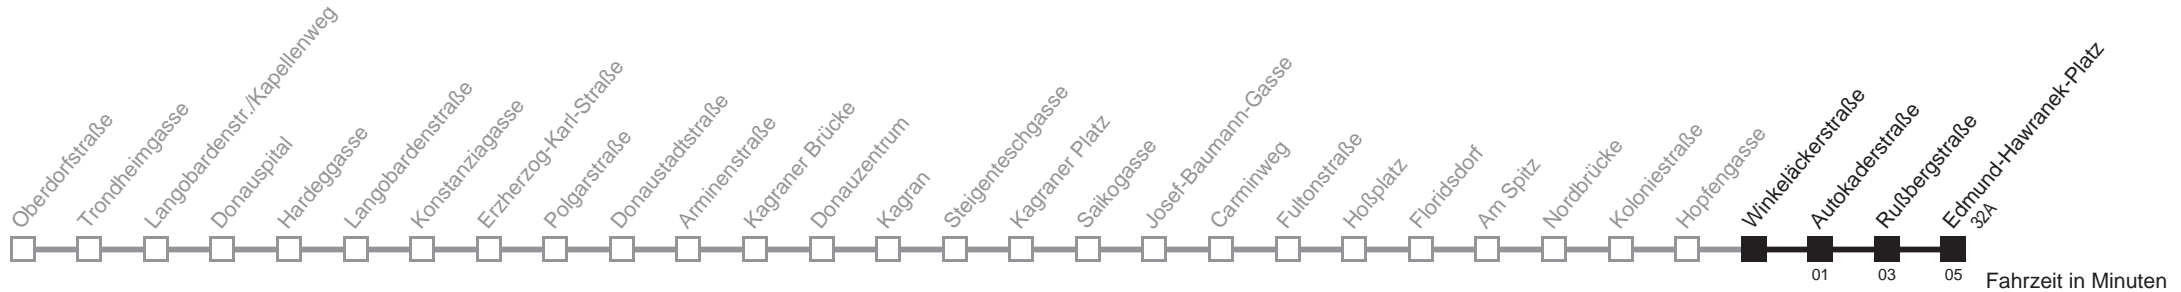 Oberdorfstraße
Trondheimgasse
Langobardenstr./Kapellenweg
Donauspital
Hardeggasse
Langobardenstraße
Konstanziagasse
Erzherzog-Karl-Straße
Polgarstraße
Donaustadtstraße
Arminenstraße
Kagraner Brücke
Donauzentrum
Kagran
Steigenteschgasse
Kagraner Platz
Saikogasse
Josef-Baumann-Gasse
Carminweg
Fultonstraße
Hoßplatz
Floridsdorf
Am Spitz
Nordbrücke
Koloniestraße
Hopfengasse
Winkeläckerstraße
Autokaderstraße
Rußbergstraße
Edmund-Hawranek-Platz
32A
01 03 05 Fahrzeit in Minuten